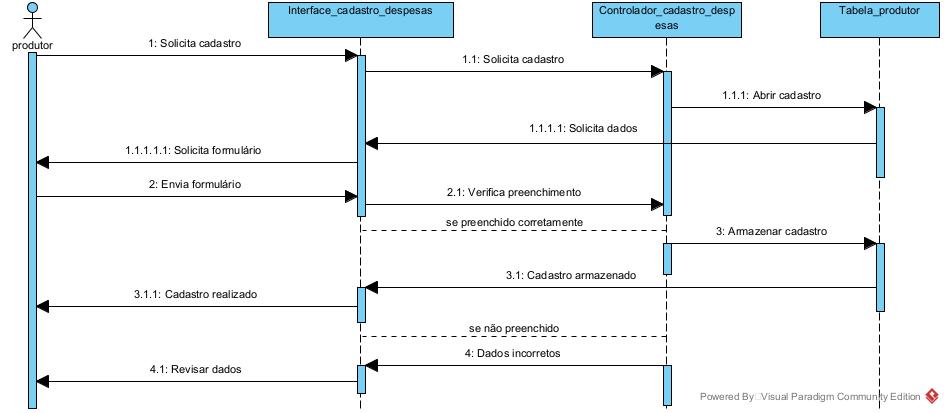 Interface_cadastro_despesas
Controlador_cadastro_desp
esas
Tabela_produtor
produtor
1: Solicita cadastro
1.1: Solicita cadastro
1.1.1: Abrir cadastro
1.1.1.1: Solicita dados
1.1.1.1.1: Solicita formulário
2: Envia formulário
2.1: Verifica preenchimento
se preenchido corretamente
3: Armazenar cadastro
3.1: Cadastro armazenado
3.1.1: Cadastro realizado
se não preenchido
4: Dados incorretos
4.1: Revisar dados
Powered By Visual Paradigm Community Edition